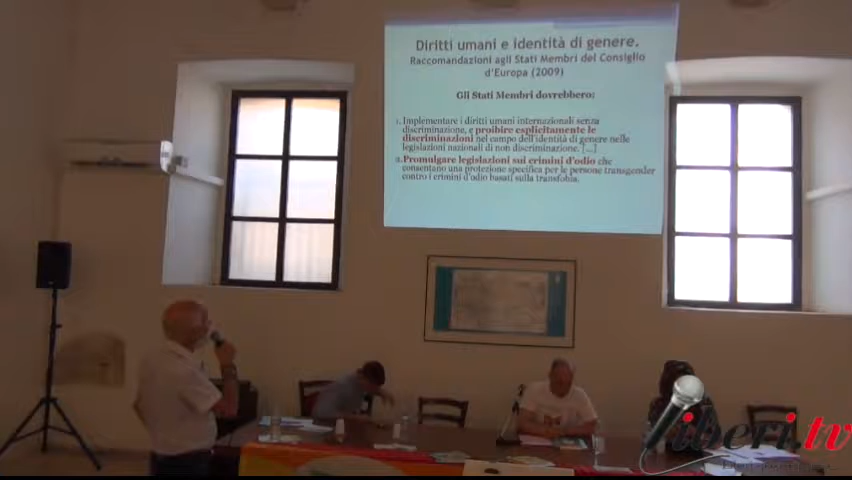 Diritti umani e identità di genere.
Raccomandazioni agli Stati Membri del Consiglio
d'Europa (2009)
Gli Stati Membri dovrebbero:
1. Implementare i diritti umani internazionali senza
discriminazione, e proibire esplicitamente le
discriminazioni nel campo dell'identità di genere nelle
legislazioni nazionali di non discriminazione. [...]
2. Promulgare legislazioni sui crimini d'odio che
consentano una protezione specifica per le persone transgender
contro i crimini d'odio basati sulla transfobia.
liberi.tv